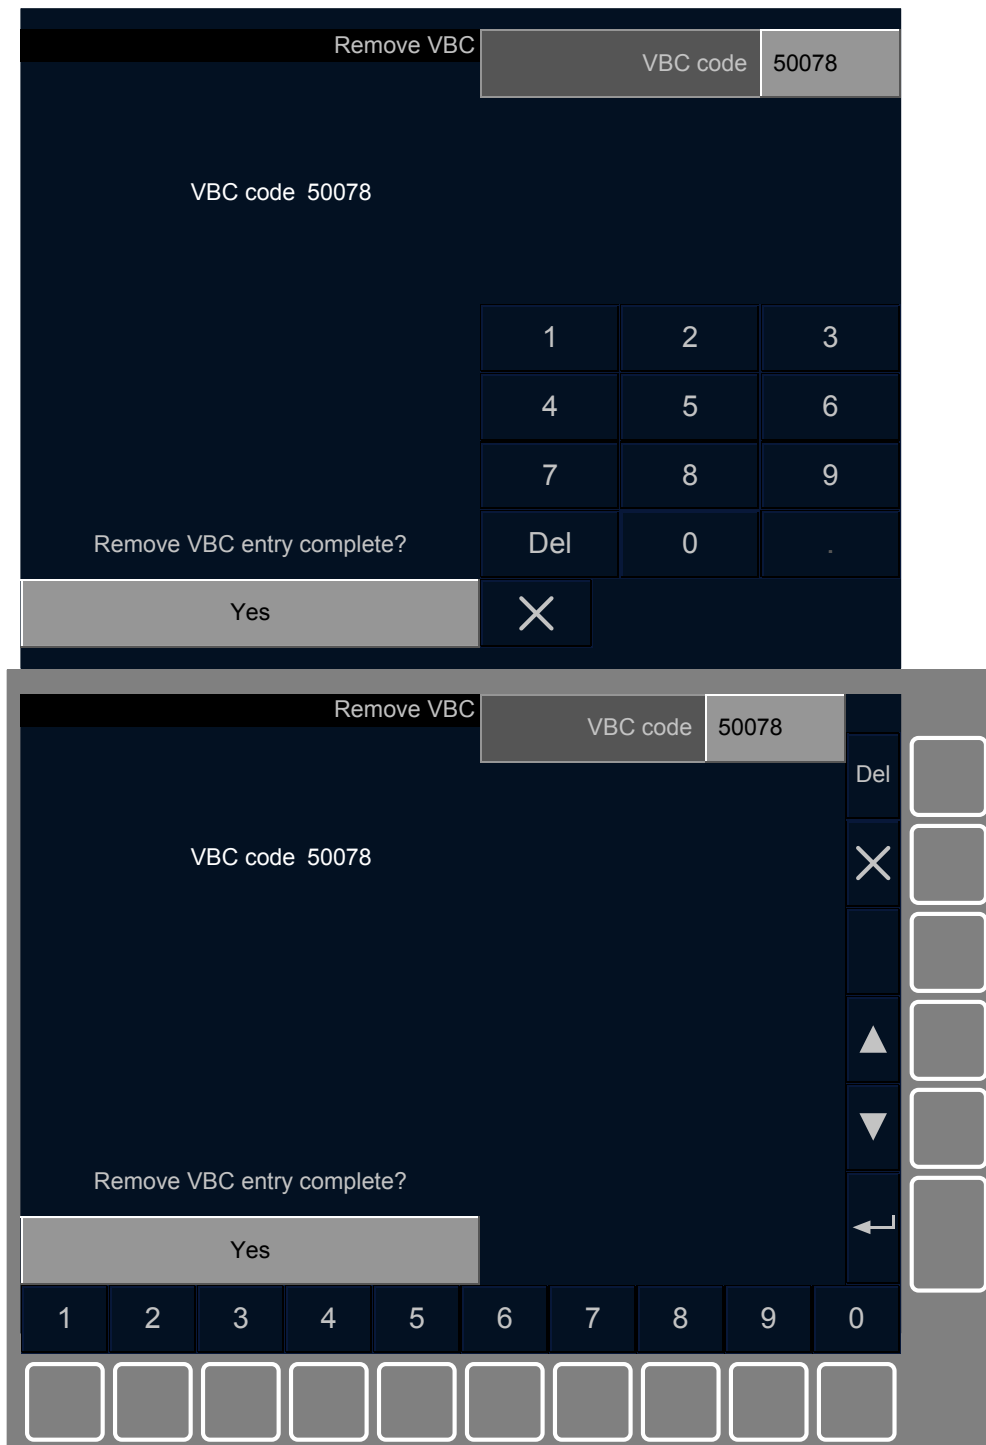 Remove VBC
VBC code 50078
VBC code 50078
1 2 3
4 5 6
7 8 9
Remove VBC entry complete?
Del 0 .
Yes
Remove VBC
VBC code 50078
Del
VBC code 50078
Remove VBC entry complete?
Yes
1 2 3 4 5 6 7 8 9 0